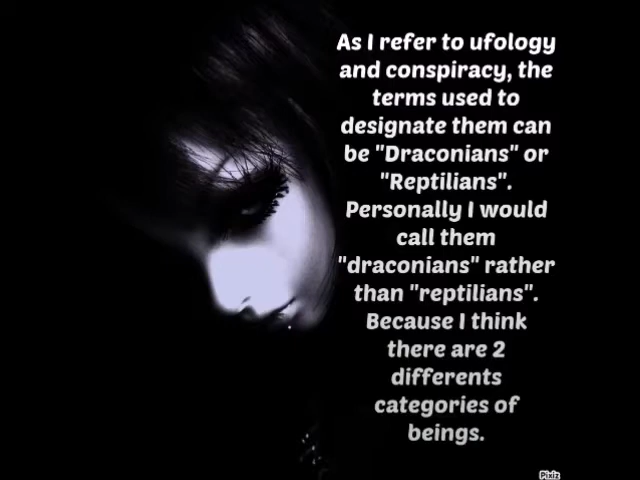 As I refer to ufology
and conspiracy, the
terms used to
designate them can
be "Draconians" or
"Reptilians".
Personally I would
call them
"draconians" rather
than "reptilians".
Because I think
there are 2
differents
categories of
beings.
Pixiz